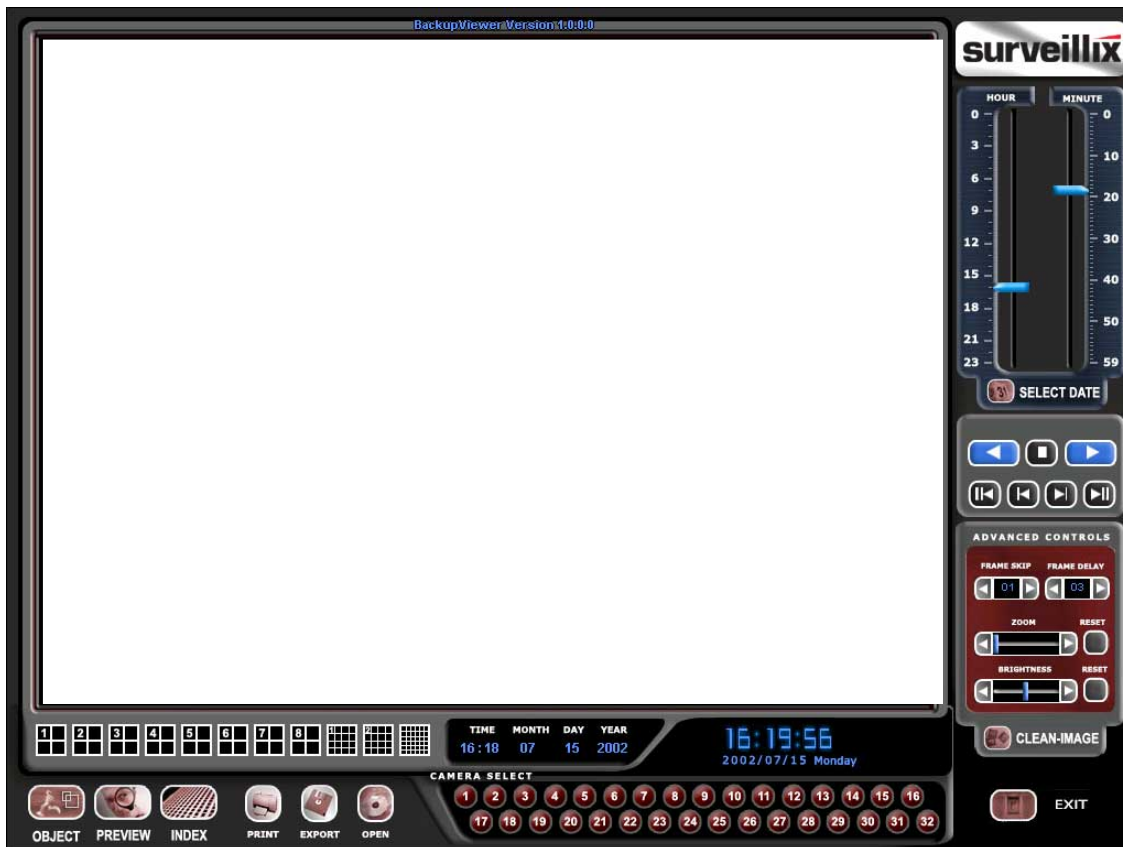 BackupViewer Version 1.0.0.0
surveillix
HOUR MINUTE
0 0
3
10
6
20
9
12 30
15 40
18
50
21
23 59
31 SELECT DATE
ADVANCED CONTROLS
FRAME SKIP FRAME DELAY
01 03
ZOOM RESET
BRIGHTNESS RESET
CLEAN-IMAGE
1 2 3 4 5 6 7 8 1 2
TIME MONTH DAY YEAR
16:18 07 15 2002
16:19:56
2002/07/15 Monday
CAMERA SELECT
1 2 3 4 5 6 7 8 9 10 11 12 13 14 15 16
17 18 19 20 21 22 23 24 25 26 27 28 29 30 31 32
OBJECT PREVIEW INDEX PRINT EXPORT OPEN
EXIT